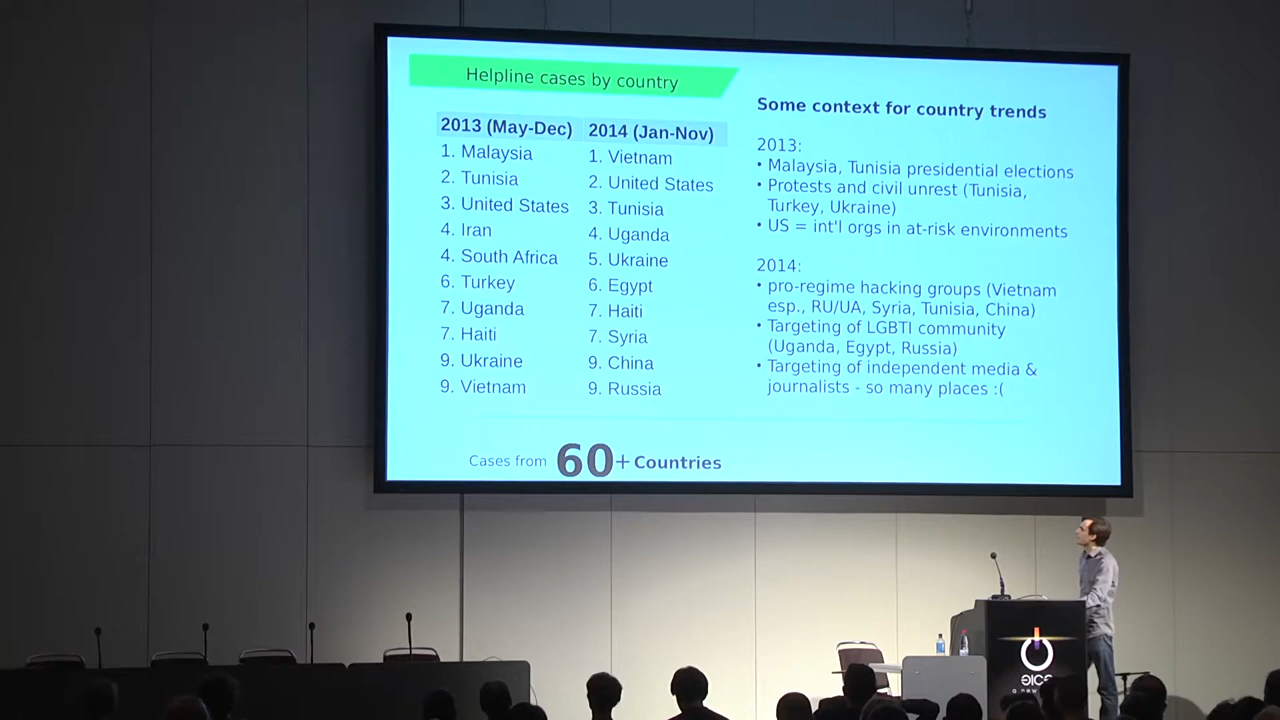 Helpline cases by country
2013 (May-Dec) 2014 (Jan-Nov)
1. Malaysia 1. Vietnam
2. Tunisia 2. United States
3. United States 3. Tunisia
4. Iran 4. Uganda
4. South Africa 5. Ukraine
6. Turkey 6. Egypt
7. Uganda 7. Haiti
7. Haiti 7. Syria
9. Ukraine 9. China
9. Vietnam 9. Russia
Cases from 60+ Countries
Some context for country trends
2013:
• Malaysia, Tunisia presidential elections
• Protests and civil unrest (Tunisia,
Turkey, Ukraine)
• US = int'l orgs in at-risk environments
2014:
• pro-regime hacking groups (Vietnam
esp., RU/UA, Syria, Tunisia, China)
• Targeting of LGBTI community
(Uganda, Egypt, Russia)
• Targeting of independent media &
journalists - so many places :(
a new